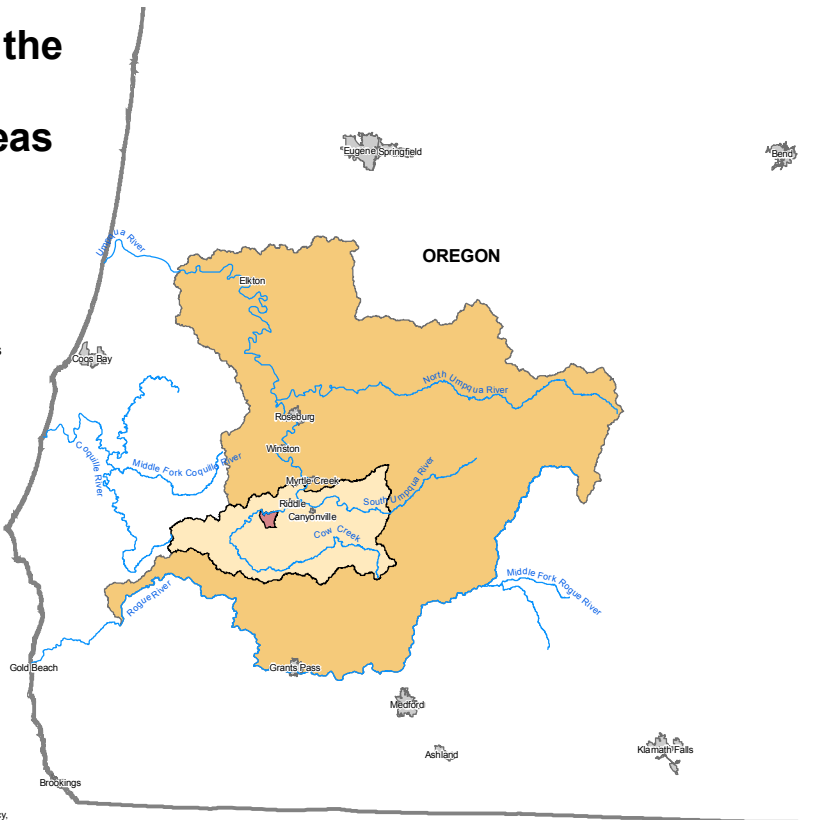 the
eas
Eugene Springfield
Bend
Umpqua River
OREGON
Elkton
s
Coos Bay
North Umpqua River
Roseburg
Coquille River
Winston
Middle Fork Coquille River
Myrtle Creek
South Umpqua River
Riddle
Canyonville
Cow Creek
Middle Fork Rogue River
Rogue River
Gold Beach
Grants Pass
Medford
Ashland
Klamath Falls
Brookings
cy,